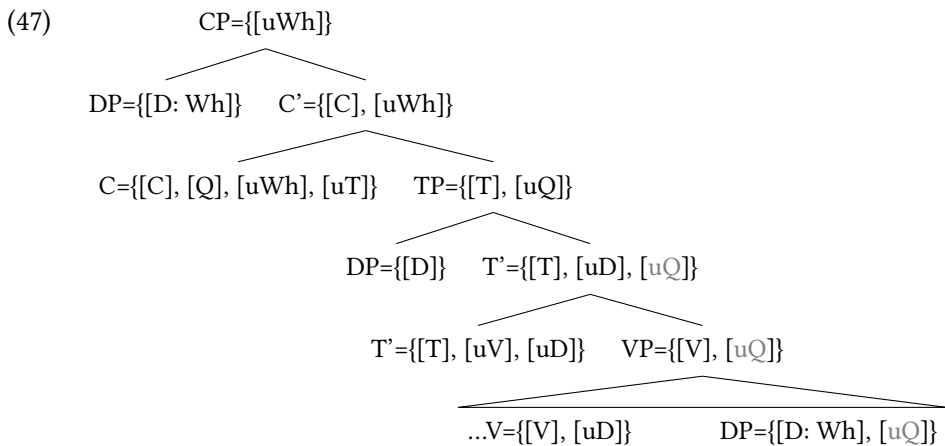 (47) CP={[uWh]}
DP={[D: Wh]} C’={[C], [uWh]}
C={[C], [Q], [uWh], [uT]} TP={[T], [uQ]}
DP={[D]} T’={[T], [uD], [uQ]}
T’={[T], [uV], [uD]} VP={[V], [uQ]}
...V={[V], [uD]} DP={[D: Wh], [uQ]}